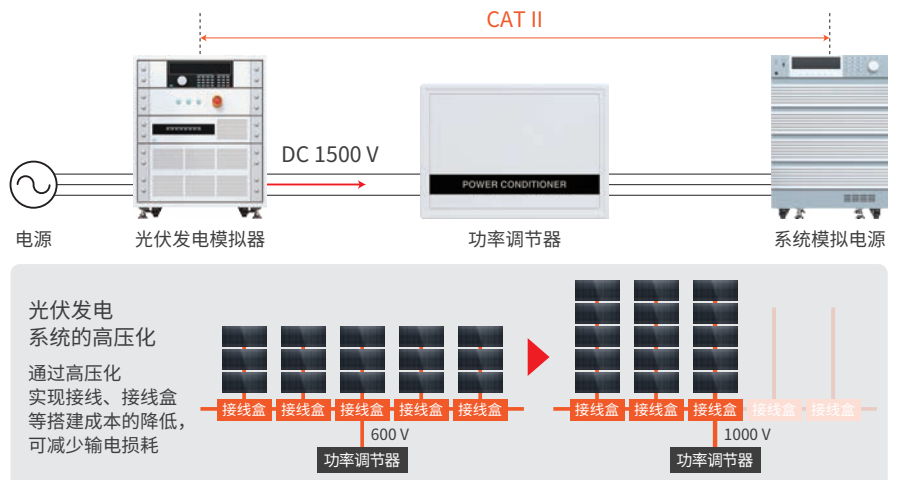 CAT II
DC 1500 V
POWER CONDITIONER
电源
光伏发电模拟器
功率调节器
系统模拟电源
光伏发电
系统的高压化
通过高压化
实现接线、接线盒
等搭建成本的降低，
可减少输电损耗
接线盒 接线盒 接线盒 接线盒 接线盒
600 V
功率调节器
接线盒 接线盒 接线盒 接线盒 接线盒
1000 V
功率调节器